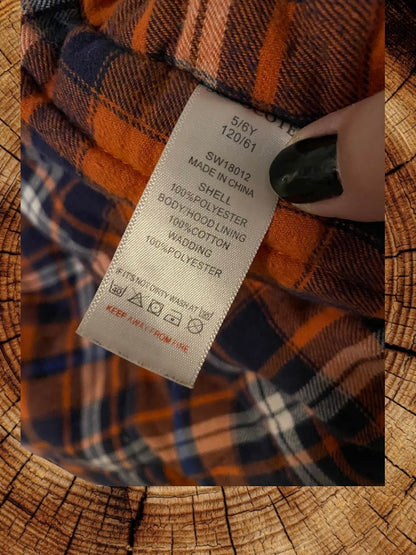 5/6Y
120/61
SW18012
MADE IN CHINA
SHELL
100%POLYESTER
BODY/HOOD LINING
100%COTTON
WADDING
100%POLYESTER
IF IT'S NOT DIRTY WASH AT
KEEP AWAY FROM FIRE